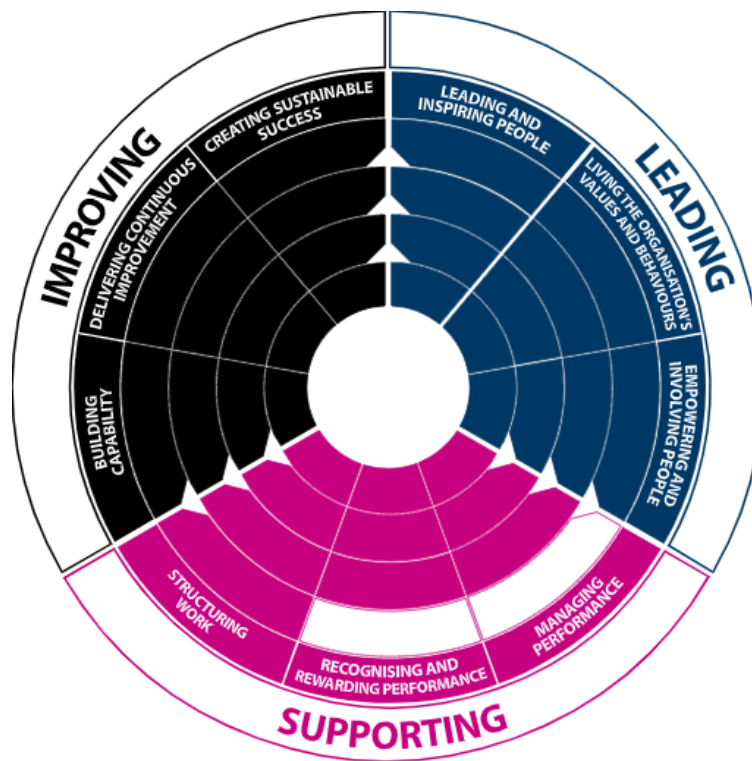 IMPROVING
CREATING SUSTAINABLE
SUCCESS
DELIVERING CONTINUOUS
IMPROVEMENT
BUILDING
CAPABILITY
LEADING
LEADING AND
INSPIRING PEOPLE
LIVING THE ORGANISATION'S
VALUES AND BEHAVIOURS
EMPOWERING AND
INVOLVING PEOPLE
STRUCTURING
WORK
RECOGNISING AND
REWARDING PERFORMANCE
MANAGING
PERFORMANCE
SUPPORTING